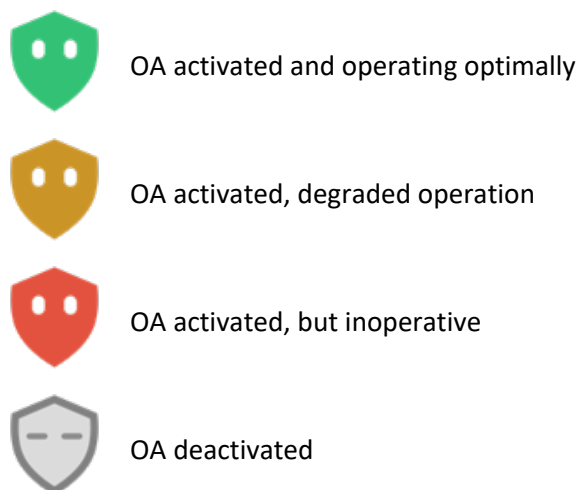 OA activated and operating optimally
OA activated, degraded operation
OA activated, but inoperative
OA deactivated